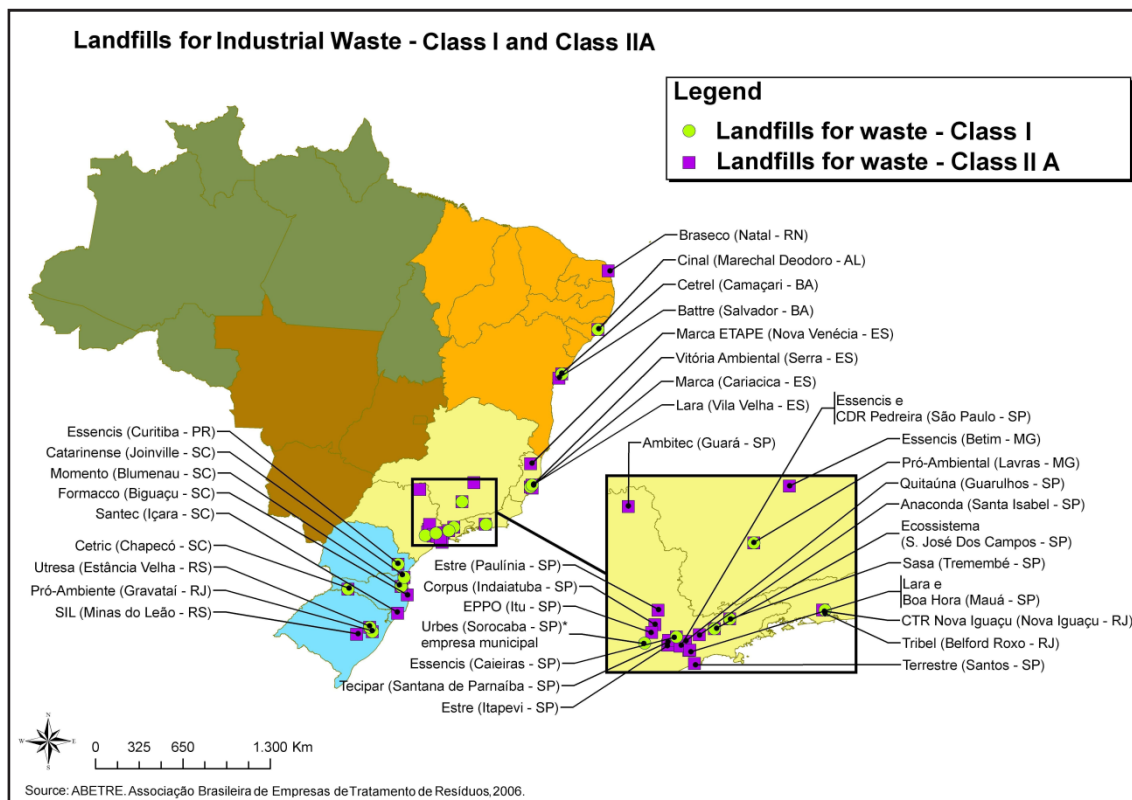 Landfills for Industrial Waste - Class I and Class IIA
Legend
Landfills for waste - Class I
Landfills for waste - Class II A
Braseco (Natal - RN)
Cinal (Marechal Deodoro - AL)
Cetrel (Camaçari - BA)
Battre (Salvador - BA)
Marca ETAPE (Nova Venécia - ES)
Vitória Ambiental (Serra - ES)
Marca (Cariacica - ES)
Lara (Vila Velha - ES)
Essencis e
CDR Pedreira (São Paulo - SP)
Ambitec (Guará - SP)
Essencis (Betim - MG)
Pró-Ambiental (Lavras - MG)
Quitaúna (Guarulhos - SP)
Anaconda (Santa Isabel - SP)
Ecossistema
(S. José Dos Campos - SP)
Sasa (Tremembé - SP)
Lara e
Boa Hora (Mauá - SP)
CTR Nova Iguaçu (Nova Iguaçu - RJ)
Tribel (Belford Roxo - RJ)
Terrestre (Santos - SP)
Essencis (Curitiba - PR)
Catarinense (Joinville - SC)
Momento (Blumenau - SC)
Formacco (Biguaçu - SC)
Santec (Içara - SC)
Cetric (Chapecó - SC)
Utresa (Estância Velha - RS)
Pró-Ambiente (Gravataí - RJ)
SIL (Minas do Leão - RS)
Estre (Paulínia - SP)
Corpus (Indaiatuba - SP)
EPPO (Itu - SP)
Urbes (Sorocaba - SP)*
empresa municipal
Essencis (Caieiras - SP)
Tecipar (Santana de Parnaíba - SP)
Estre (Itapevi - SP)
N
W
E
S
0 325 650 1.300 Km
Source: ABETRE. Associação Brasileira de Empresas de Tratamento de Resíduos, 2006.